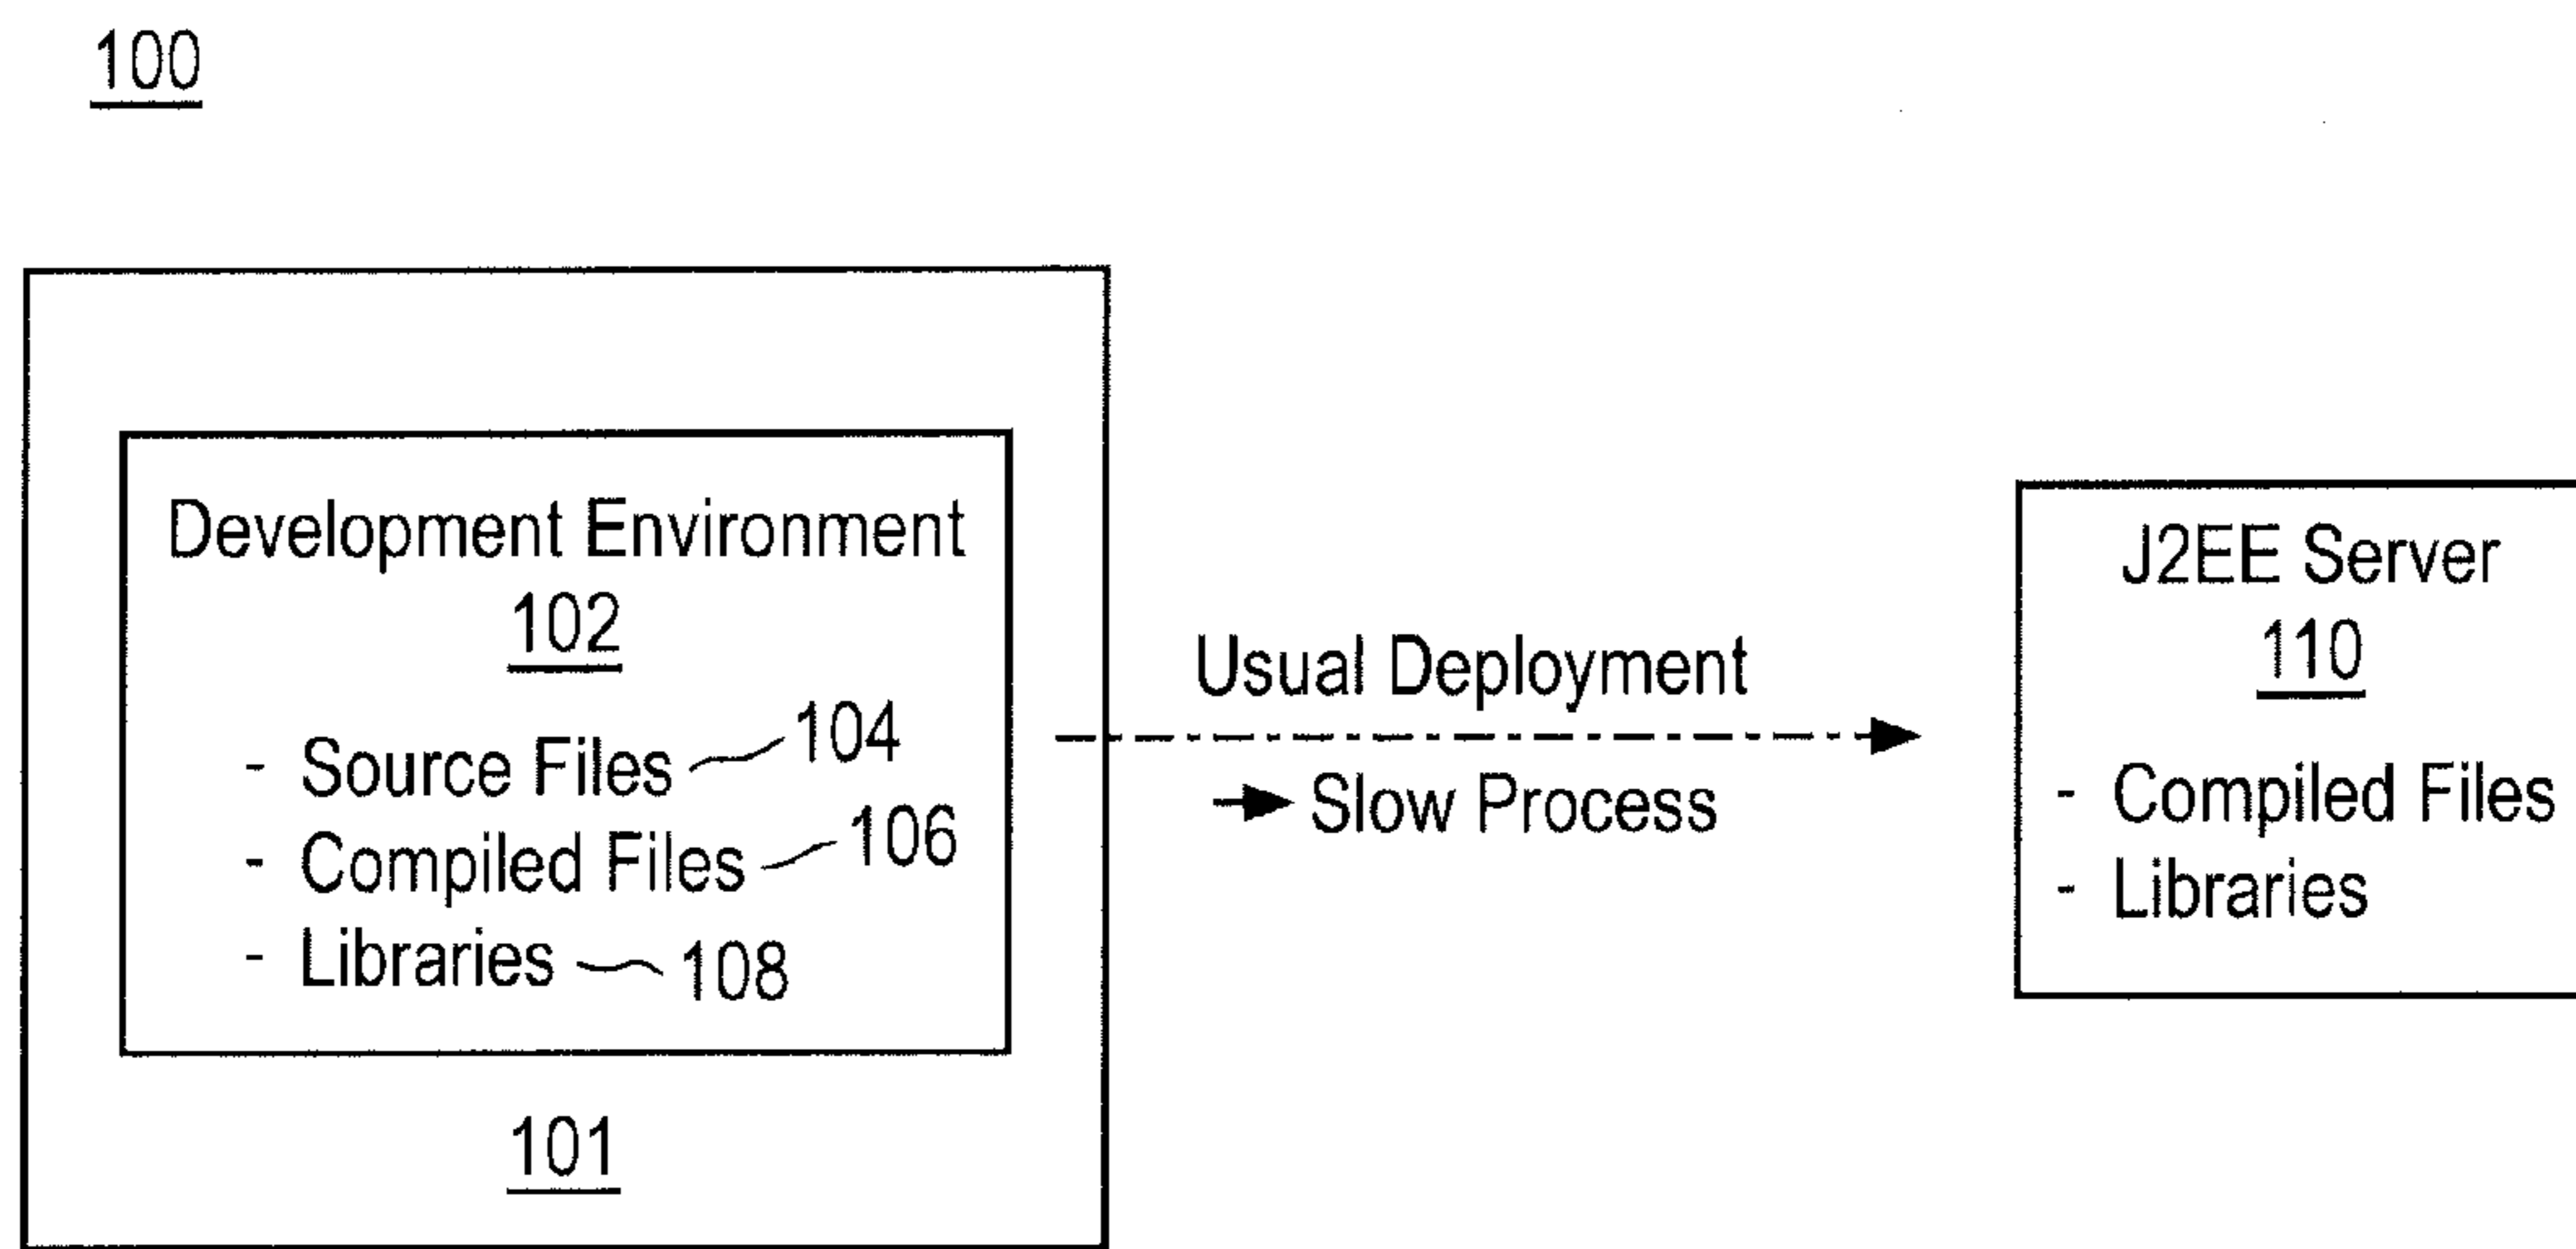 100
Development Environment
102
- Source Files 104
- Compiled Files 106
- Libraries 108
101
Usual Deployment
Slow Process
J2EE Server
110
- Compiled Files
- Libraries